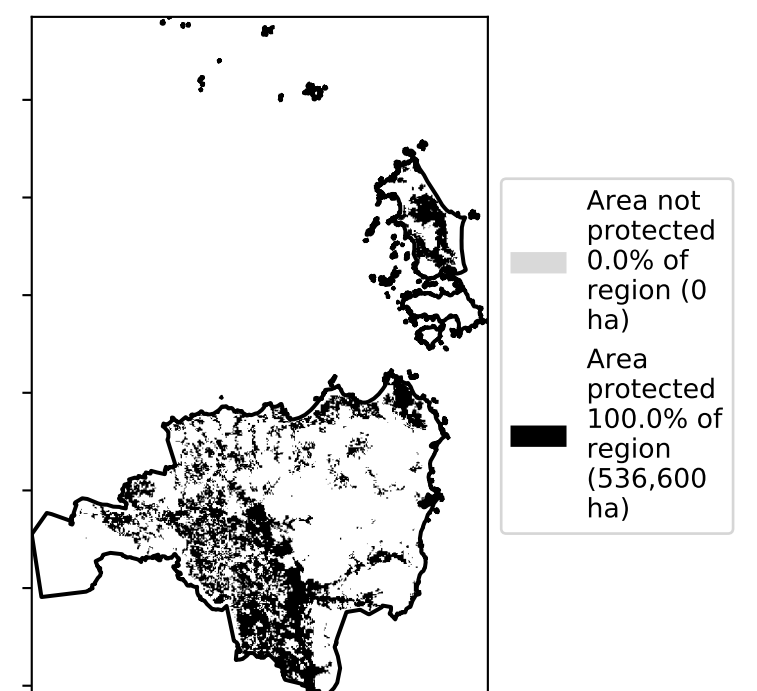 Area not
protected
0.0% of
region (0
ha)
Area
protected
100.0% of
region
(536,600
ha)